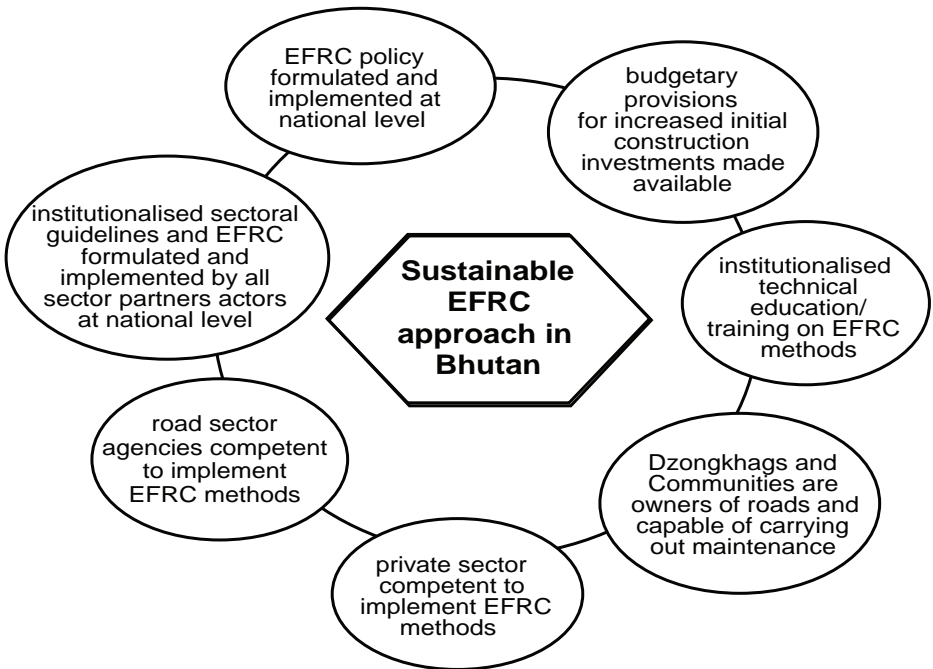 EFRC policy
formulated and
implemented at
national level
budgetary
provisions
for increased initial
construction
investments made
available
institutionalised
technical
education/
training on EFRC
methods
Dzongkhags and
Communities are
owners of roads and
capable of carrying
out maintenance
private sector
competent to
implement EFRC
methods
road sector
agencies competent
to implement
EFRC methods
institutionalised sectoral
guidelines and EFRC
formulated and
implemented by all
sector partners actors
at national level
Sustainable
EFRC
approach in
Bhutan